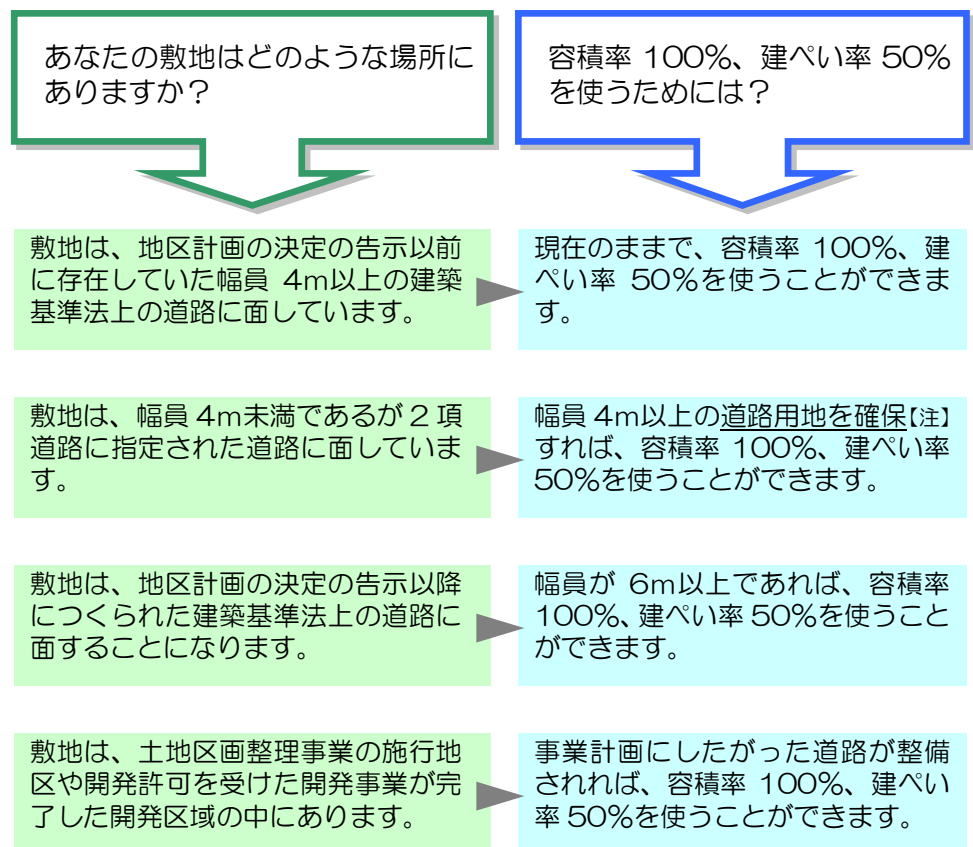 あなたの敷地はどのような場所に
ありますか？
容積率 100％、建ぺい率 50％
を使うためには？
敷地は、地区計画の決定の告示以前
に存在していた幅員 4m以上の建築
基準法上の道路に面しています。
現在のままで、容積率 100％、建
ぺい率 50％を使うことができま
す。
敷地は、幅員 4m未満であるが 2 項
道路に指定された道路に面していま
す。
幅員 4m以上の道路用地を確保【注】
すれば、容積率 100％、建ぺい率
50％を使うことができます。
敷地は、地区計画の決定の告示以降
につくられた建築基準法上の道路に
面することになります。
幅員が 6m以上であれば、容積率
100％、建ぺい率 50％を使うこと
ができます。
敷地は、土地区画整理事業の施行地
区や開発許可を受けた開発事業が完
了した開発区域の中にあります。
事業計画にしたがった道路が整備
されれば、容積率 100％、建ぺい
率 50％を使うことができます。